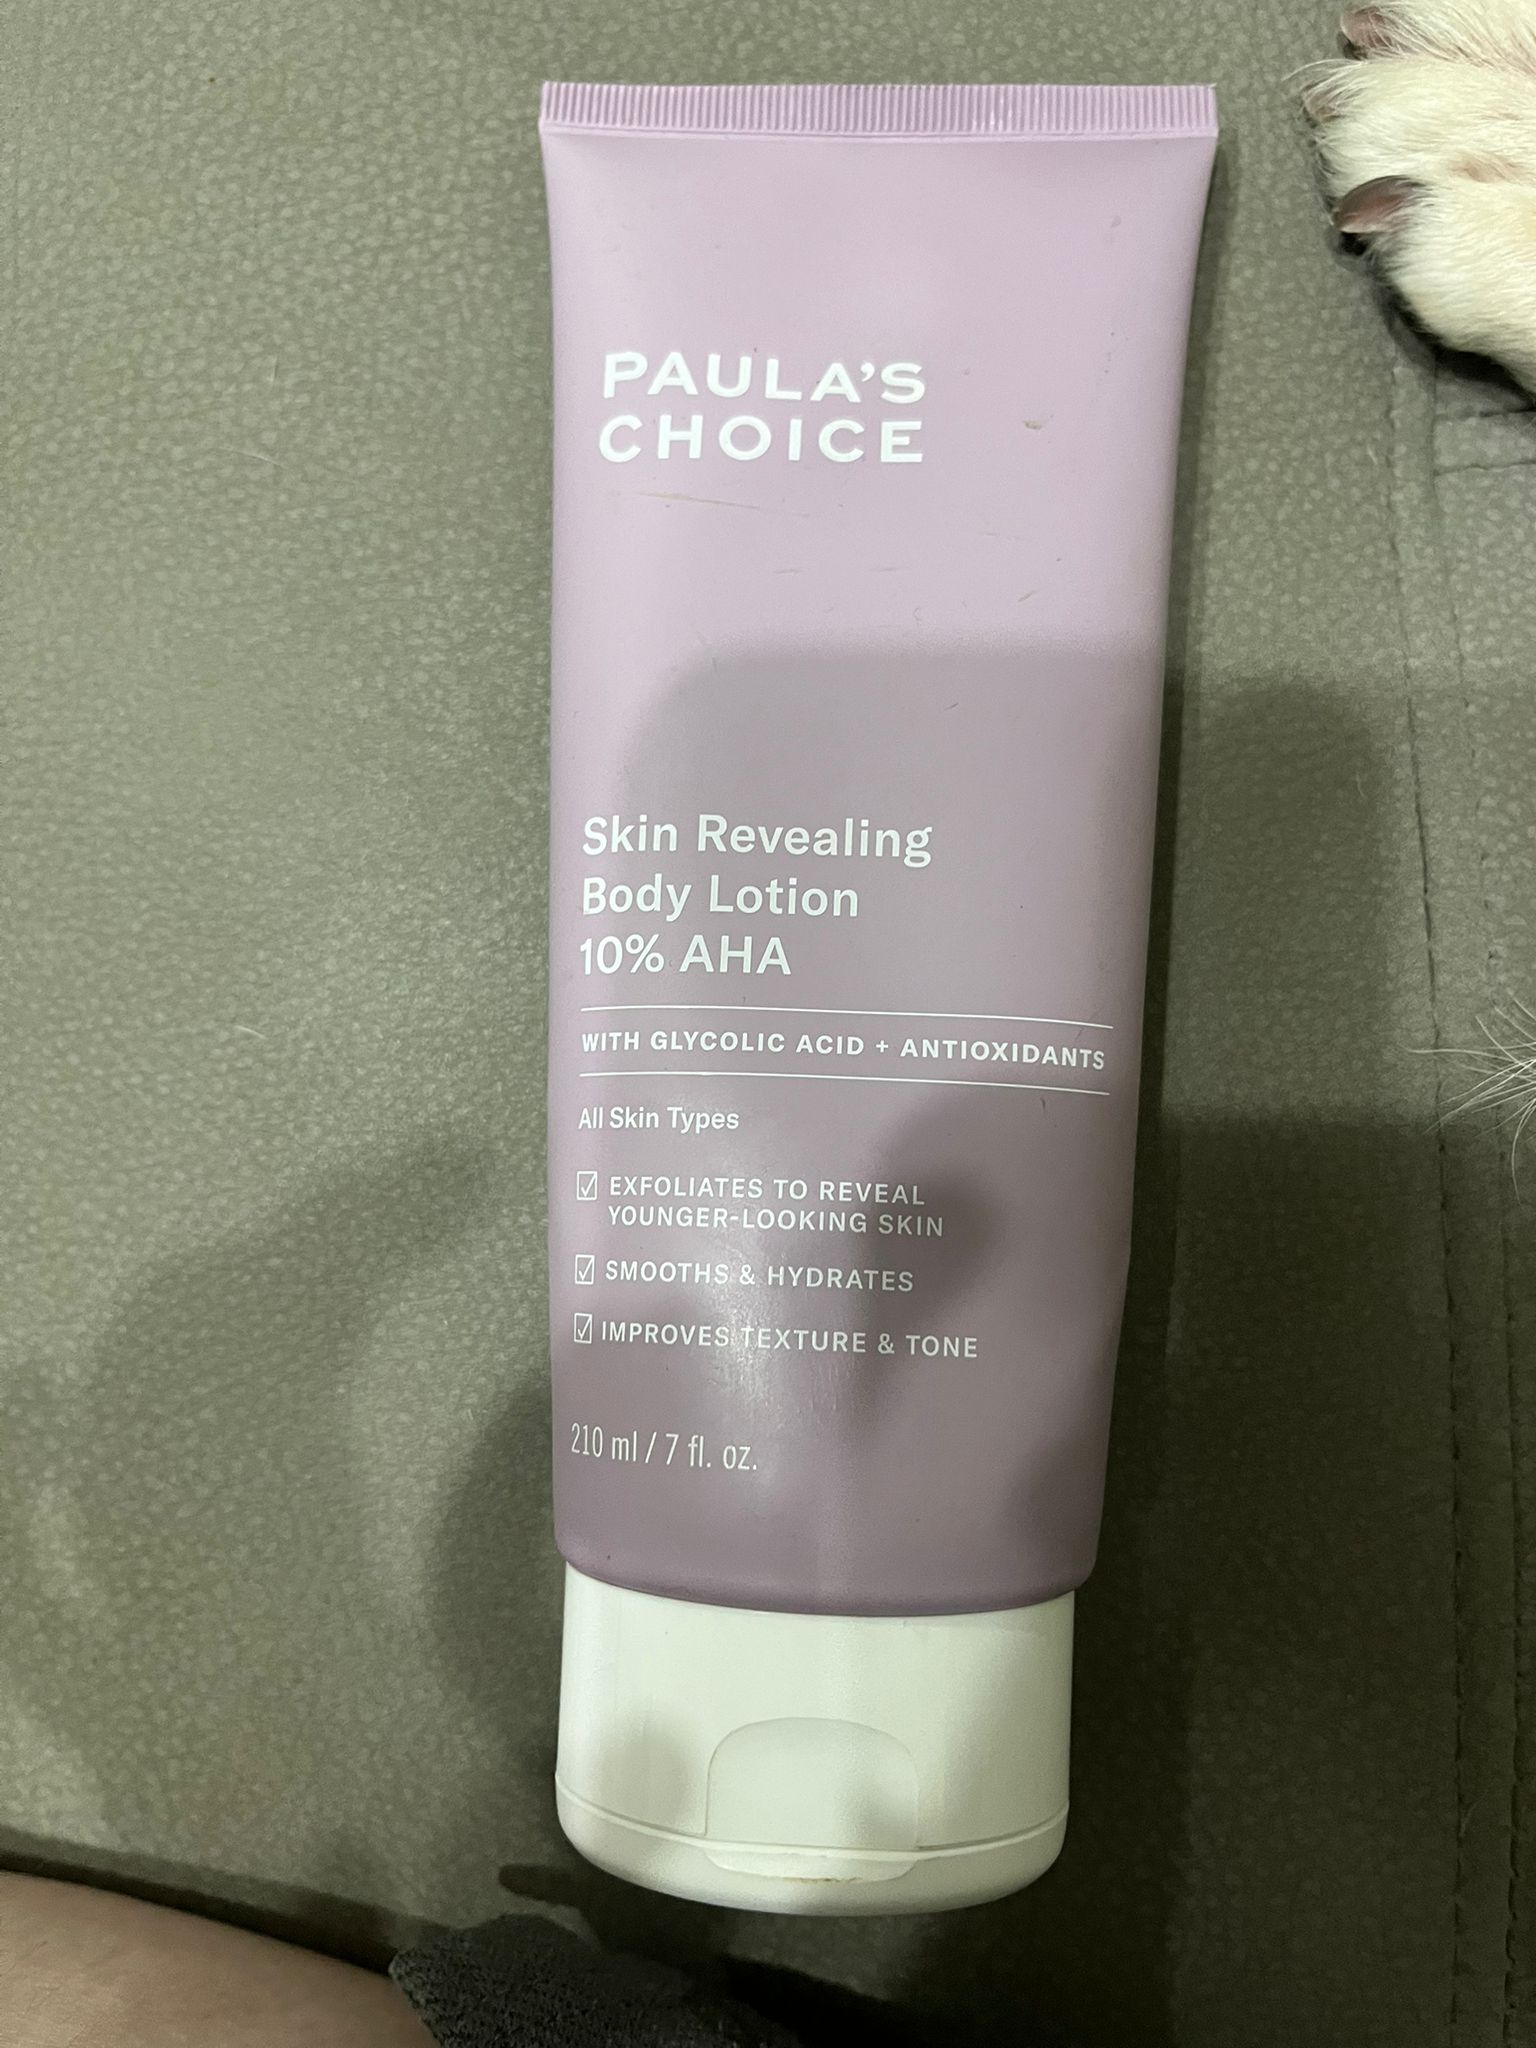 PAULA'S
CHOICE
Skin Revealing
Body Lotion
10% AHA
WITH GLYCOLIC ACID + ANTIOXIDANTS
All Skin Types
EXFOLIATES TO REVEAL
YOUNGER-LOOKING SKIN
SMOOTHS & HYDRATES
IMPROVES TEXTURE & TONE
210 ml / 7 fl. oz.